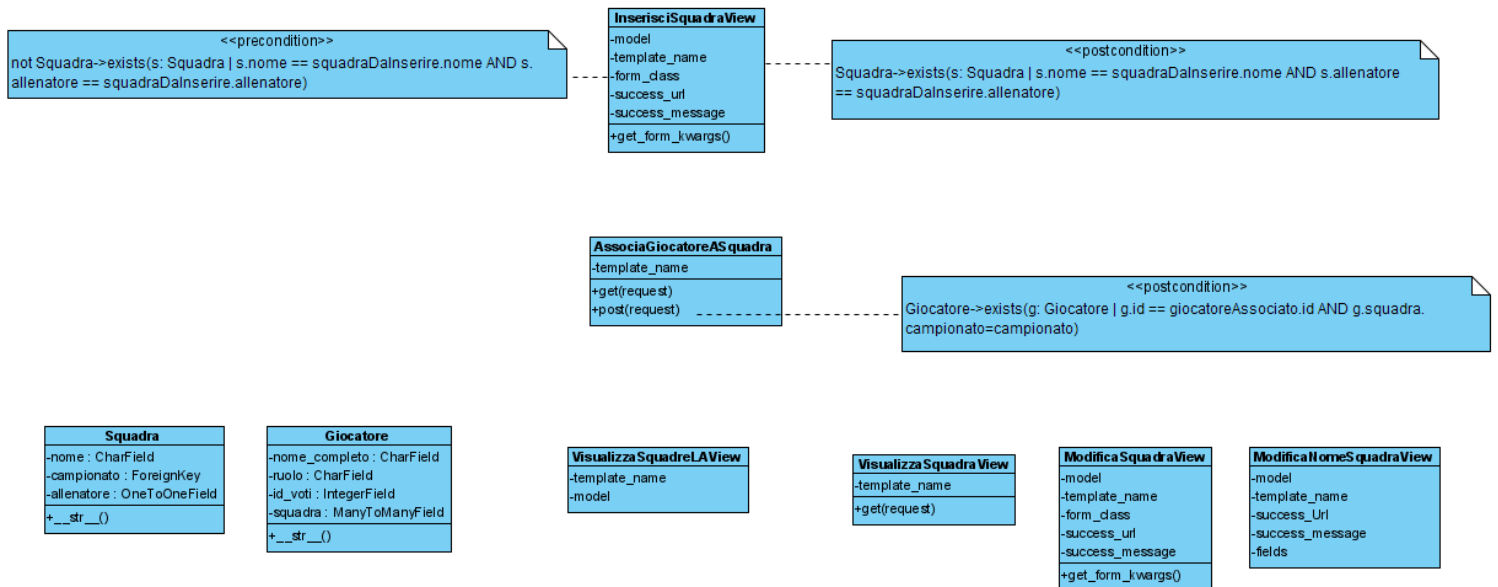 InserisciSquadraView
-model
-template_name
-form_class
-success_url
-success_message
+get_form_kwargs()
<<precondition>>
not Squadra->exists(s: Squadra | s.nome == squadraDaInserire.nome AND s.
allenatore == squadraDaInserire.allenatore)
<<postcondition>>
Squadra->exists(s: Squadra | s.nome == squadraDaInserire.nome AND s.allenatore
== squadraDaInserire.allenatore)
AssociaGiocatoreASquadra
-template_name
+get(request)
+post(request)
<<postcondition>>
Giocatore->exists(g: Giocatore | g.id == giocatoreAssociato.id AND g.squadra.
campionato=campionato)
Squadra
-nome : CharField
-campionato : ForeignKey
-allenatore : OneToOneField
+__str__()
Giocatore
-nome_completo : CharField
-ruolo : CharField
-id_voti : IntegerField
-squadra : ManyToManyField
+__str__()
VisualizzaSquadreLAView
-template_name
-model
VisualizzaSquadraView
-template_name
+get(request)
ModificaSquadraView
-model
-template_name
-form_class
-success_url
-success_message
+get_form_kwargs()
ModificaNomeSquadraView
-model
-template_name
-success_Url
-success_message
-fields